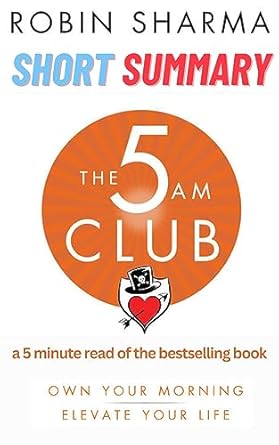 ROBIN SHARMA
SHORT SUMMARY
THE 5 AM
CLUB
a 5 minute read of the bestselling book
OWN YOUR MORNING
ELEVATE YOUR LIFE